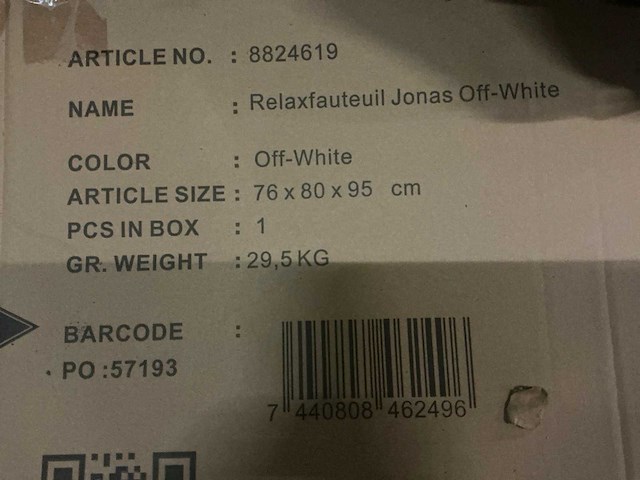 ARTICLE NO. : 8824619
NAME : Relaxfauteuil Jonas Off-White
COLOR : Off-White
ARTICLE SIZE : 76 x 80 x 95 cm
PCS IN BOX : 1
GR. WEIGHT : 29,5 KG
BARCODE :
PO :57193
7 440808 462496